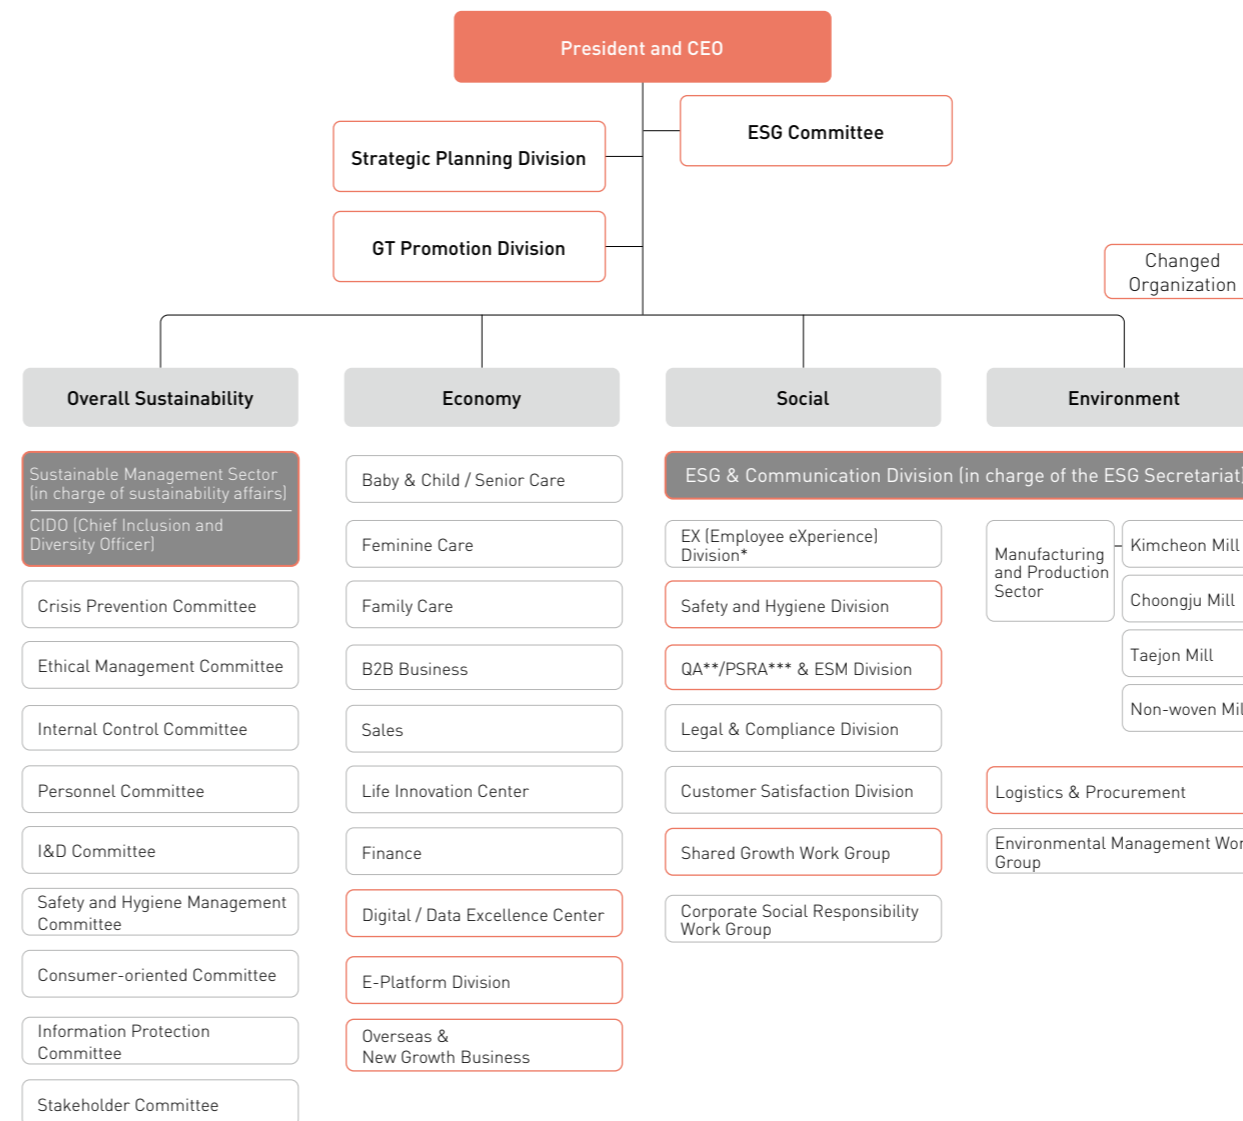 President and CEO
ESG Committee
Strategic Planning Division
GT Promotion Division
Changed
Organization
Overall Sustainability
Economy
Social
Environment
Sustainable Management Sector
(in charge of sustainability affairs)
CIDO (Chief Inclusion and
Diversity Officer)
Crisis Prevention Committee
Ethical Management Committee
Internal Control Committee
Personnel Committee
I&D Committee
Safety and Hygiene Management
Committee
Consumer-oriented Committee
Information Protection
Committee
Stakeholder Committee
Baby & Child / Senior Care
Feminine Care
Family Care
B2B Business
Sales
Life Innovation Center
Finance
Digital / Data Excellence Center
E-Platform Division
Overseas &
New Growth Business
ESG & Communication Division (in charge of the ESG Secretariat)
EX (Employee eXperience)
Division*
Safety and Hygiene Division
QA**/PSRA*** & ESM Division
Legal & Compliance Division
Customer Satisfaction Division
Shared Growth Work Group
Corporate Social Responsibility
Work Group
Manufacturing
and Production
Sector
Kimcheon Mill
Choongju Mill
Taejon Mill
Non-woven Mil
Logistics & Procurement
Environmental Management Wor
Group